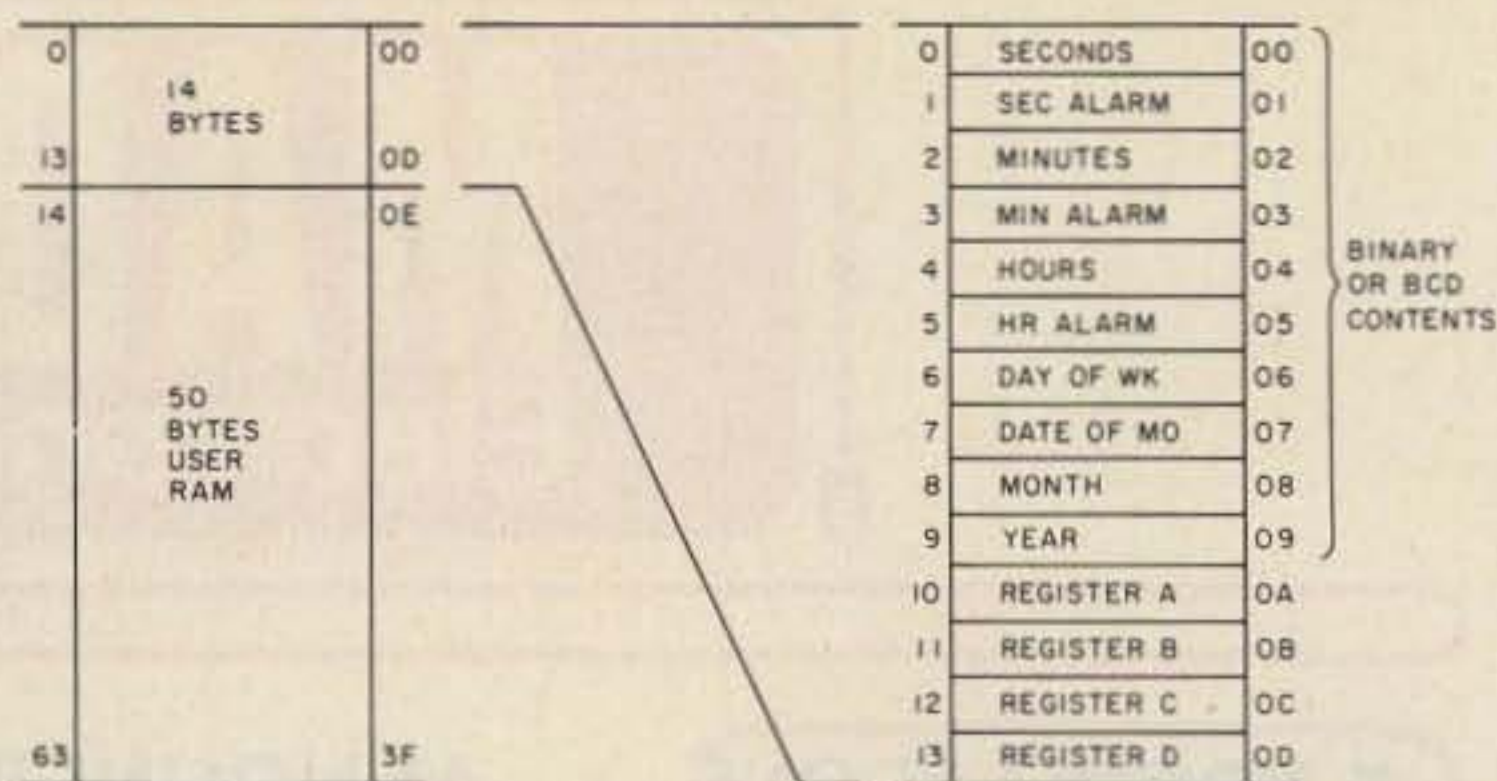 0 00
14
BYTES
13 0D
14 0E
50
BYTES
USER
RAM
63 3F
0 SECONDS 00
1 SEC ALARM 01
2 MINUTES 02
3 MIN ALARM 03
4 HOURS 04
5 HR ALARM 05
6 DAY OF WK 06
7 DATE OF MO 07
8 MONTH 08
9 YEAR 09
10 REGISTER A 0A
11 REGISTER B 0B
12 REGISTER C 0C
13 REGISTER D 0D
BINARY
OR BCD
CONTENTS